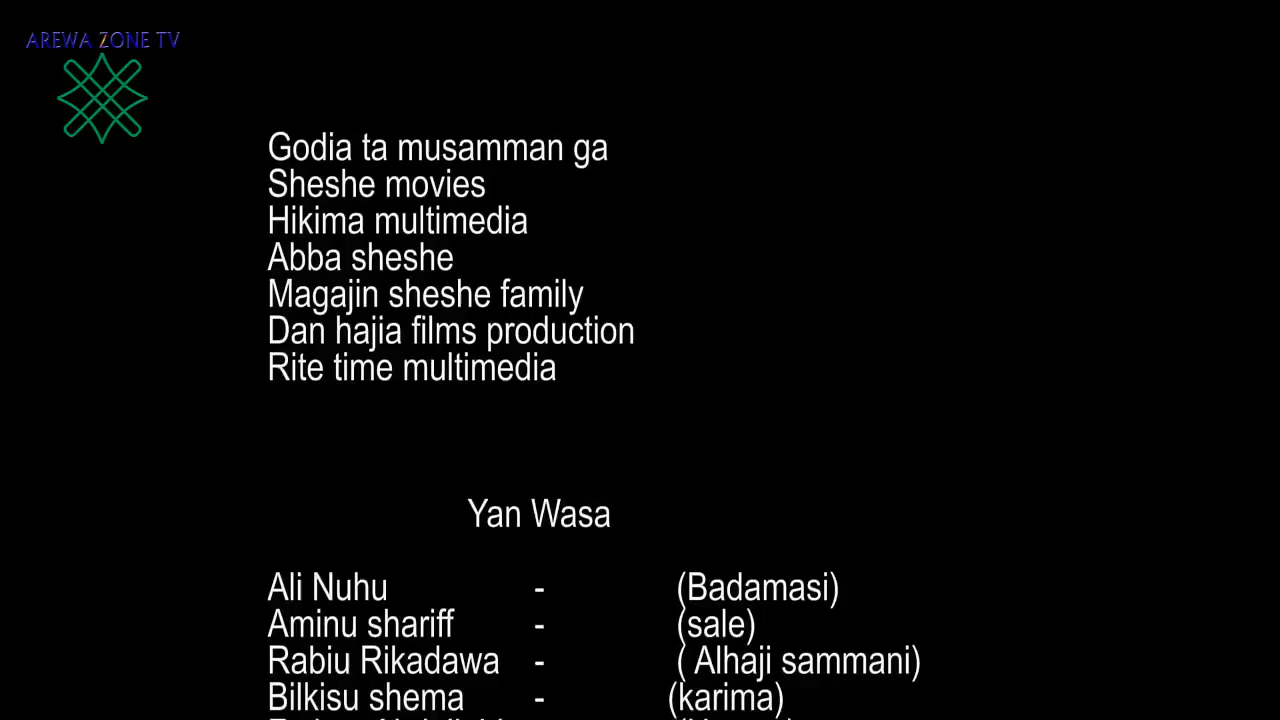 AREWA ZONE TV
Godia ta musamman ga
Sheshe movies
Hikima multimedia
Abba sheshe
Magajin sheshe family
Dan hajia films production
Rite time multimedia
Yan Wasa
Ali Nuhu - (Badamasi)
Aminu shariff - (sale)
Rabiu Rikadawa - ( Alhaji sammani)
Bilkisu shema - (karima)